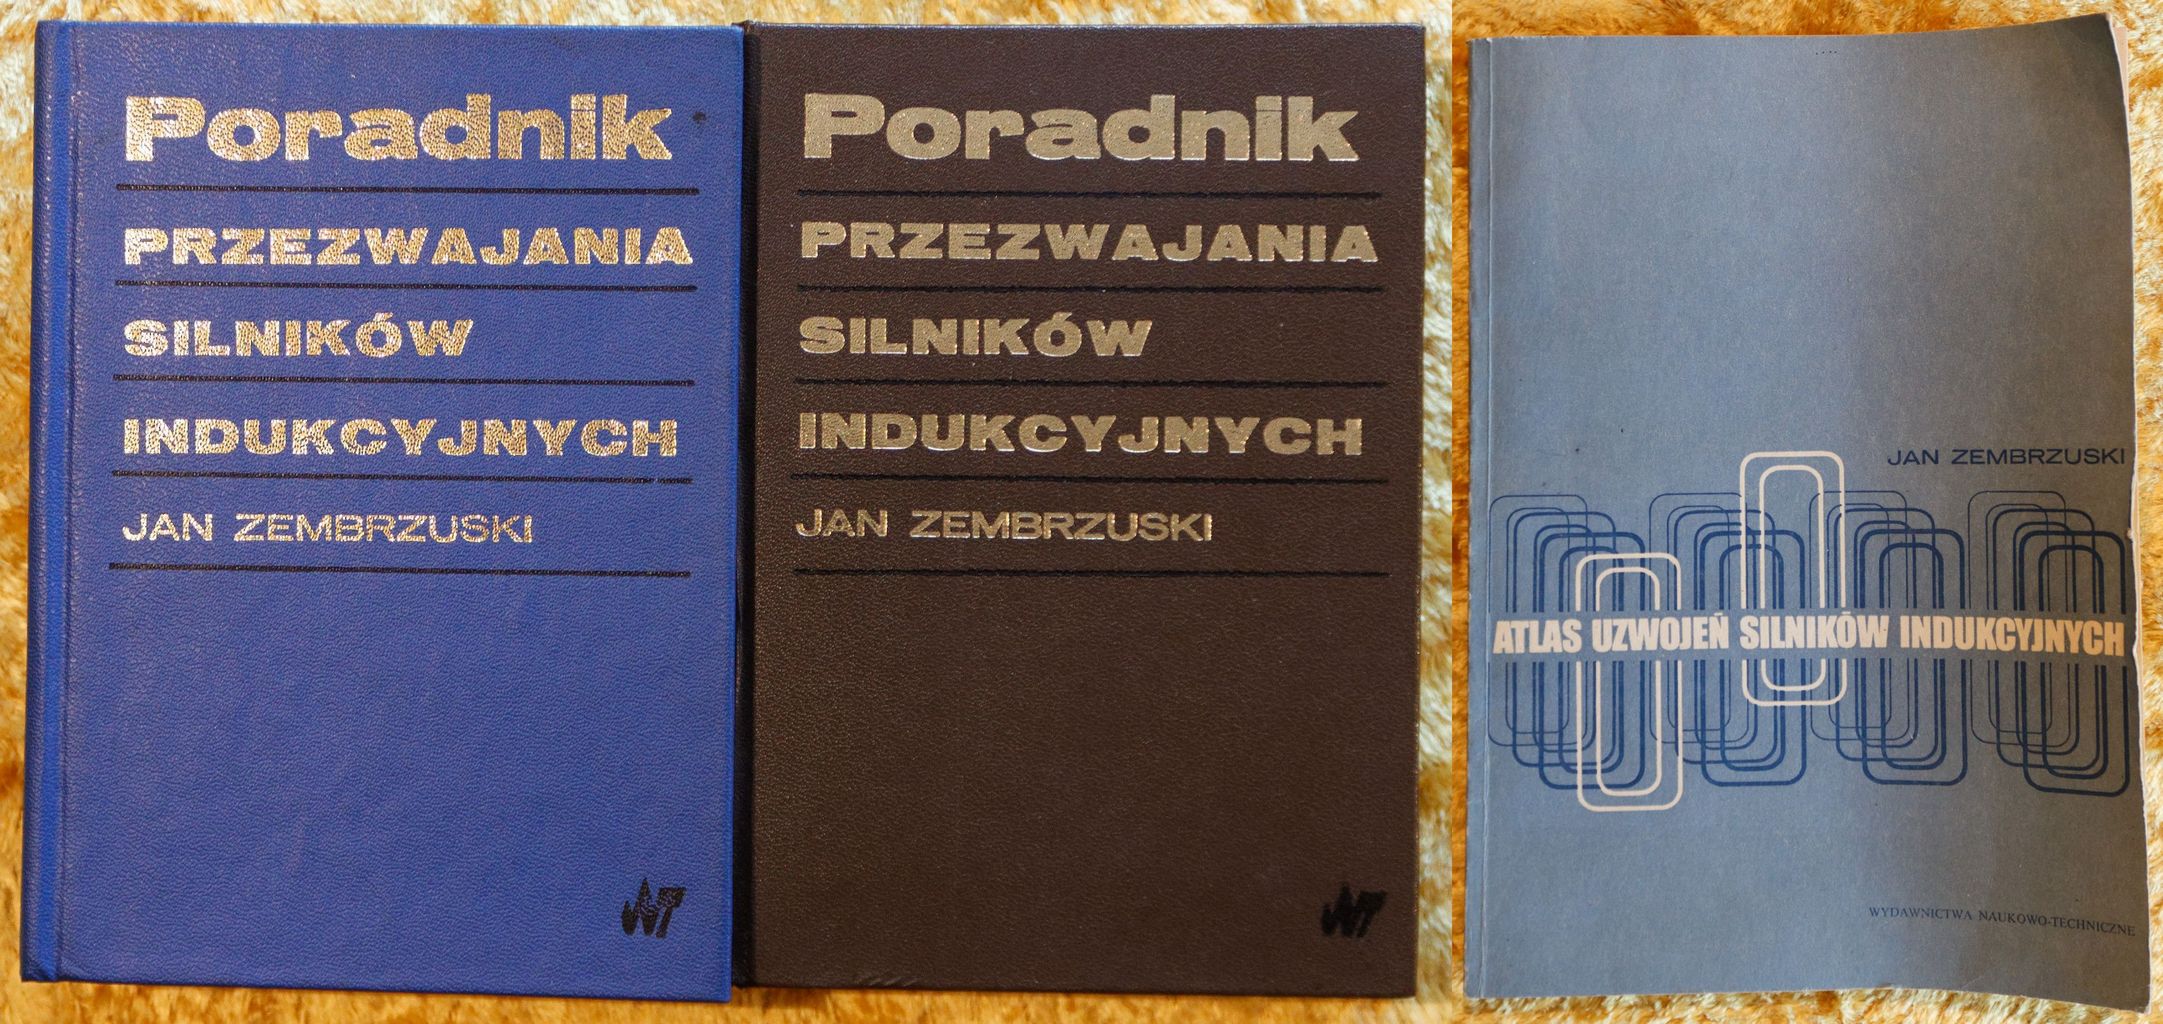 Poradnik
PRZEZWAJANIA
SILNIKÓW
INDUKCYJNYCH
JAN ZEMBRZUSKI
WNT
Poradnik
PRZEZWAJANIA
SILNIKÓW
INDUKCYJNYCH
JAN ZEMBRZUSKI
WNT
JAN ZEMBRZUSKI
ATLAS UZWOJEŃ SILNIKÓW INDUKCYJNYCH
WYDAWNICTWA NAUKOWO-TECHNICZNE